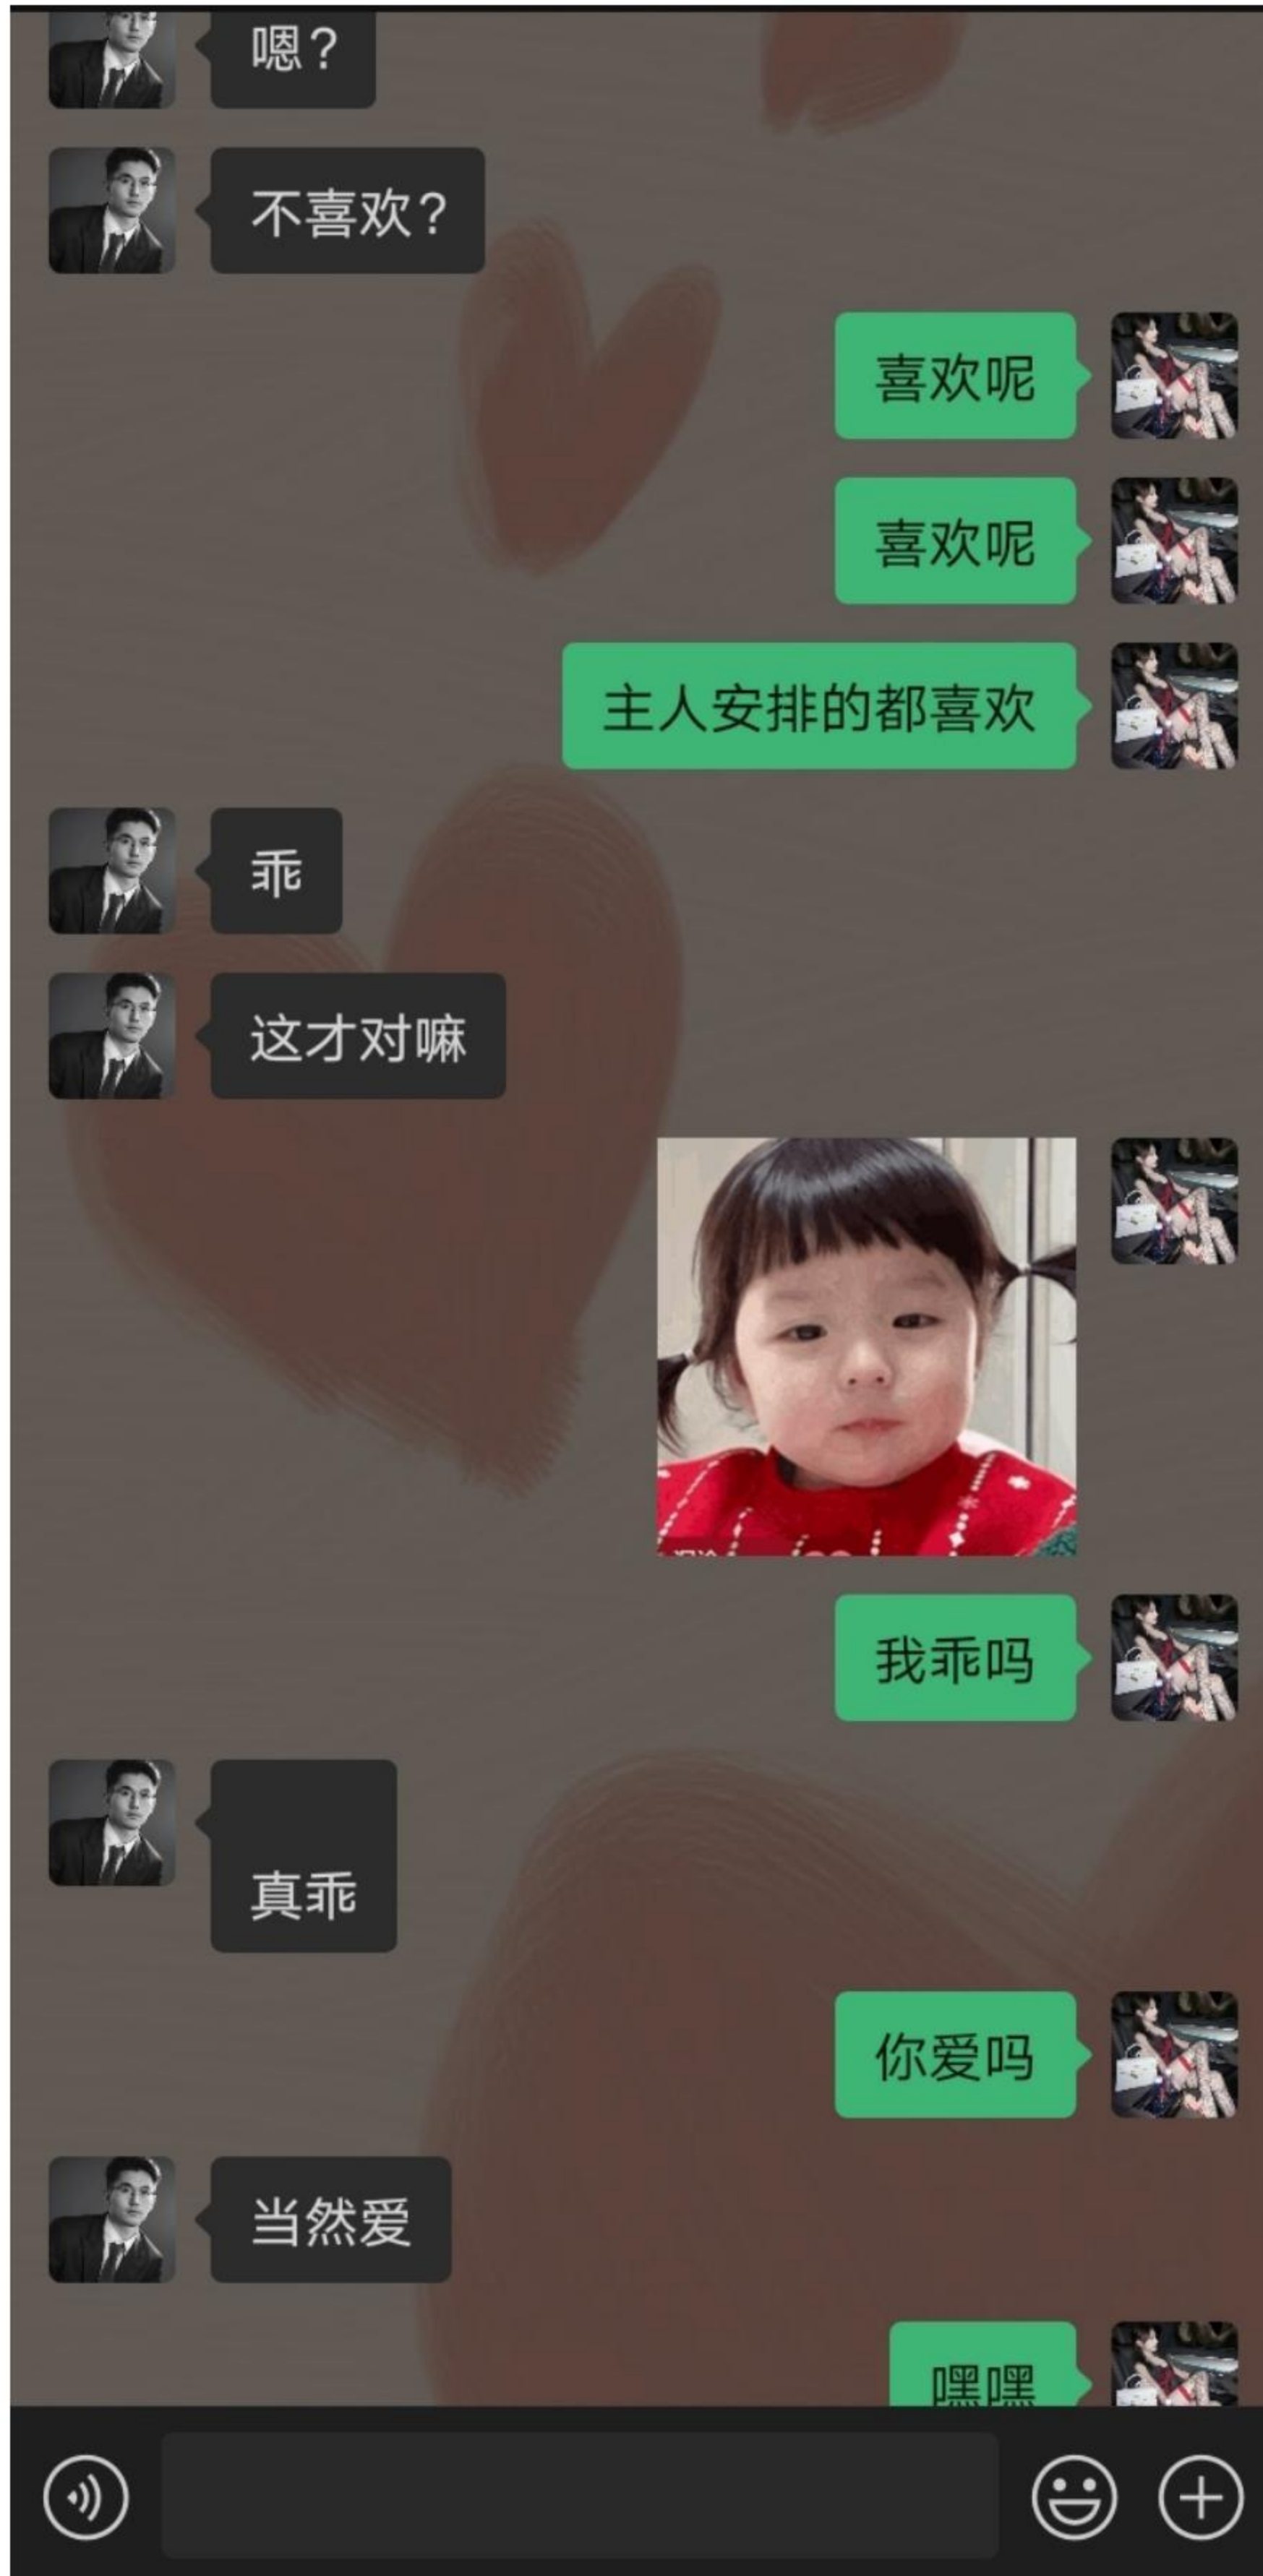 嗯？
不喜欢？
喜欢呢
喜欢呢
主人安排的都喜欢
乖
这才对嘛
我乖吗
真乖
你爱吗
当然爱
嘿嘿